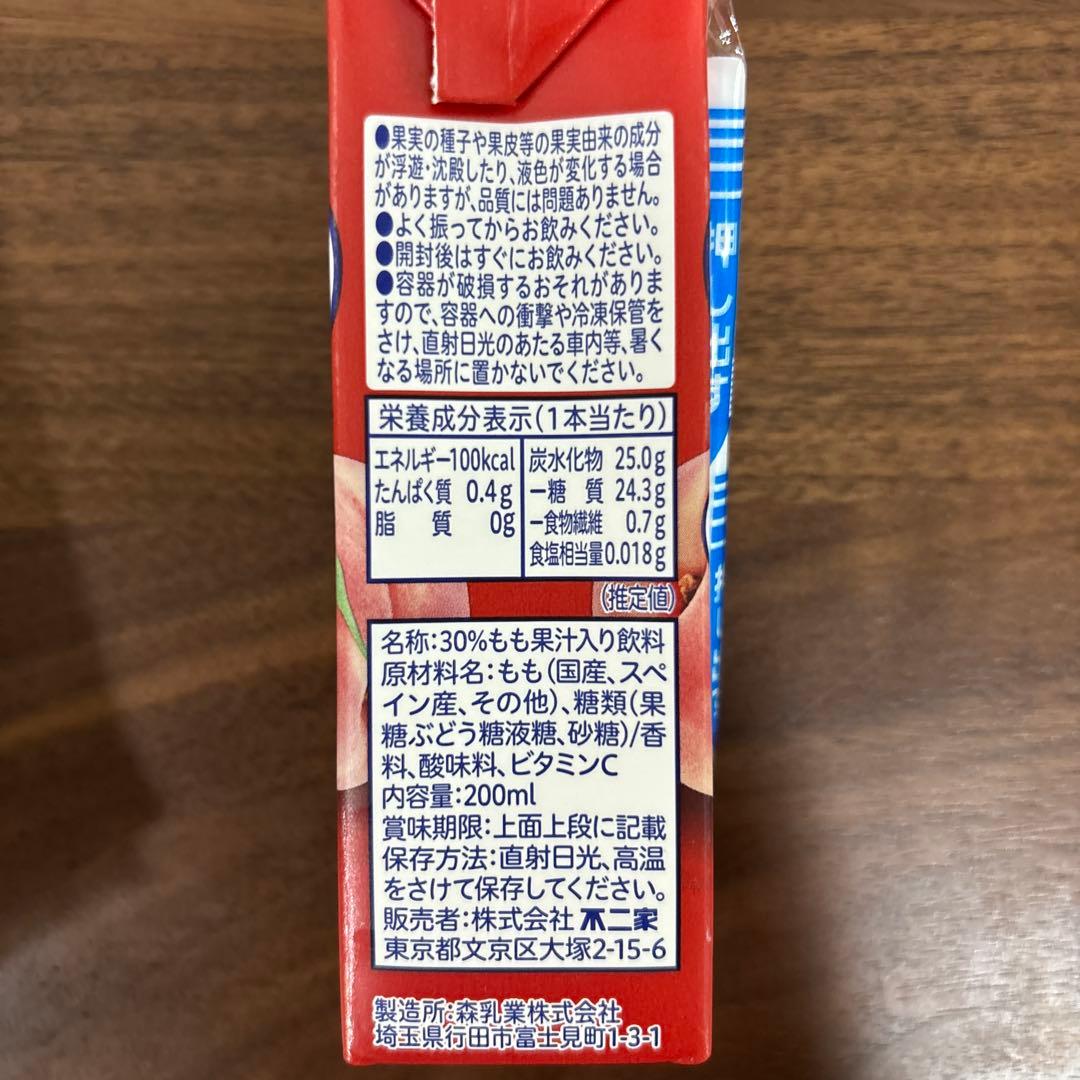 ●果実の種子や果皮等の果実由来の成分
が浮遊・沈殿したり、液色が変化する場合
がありますが、品質には問題ありません。
●よく振ってからお飲みください。
●開封後はすぐにお飲みください。
●容器が破損するおそれがありま
すので、容器への衝撃や冷凍保管を
さけ、直射日光のあたる車内等、暑く
なる場所に置かないでください。
栄養成分表示(1本当たり)
エネルギー100kcal
たんぱく質 0.4g
脂質 0g
炭水化物 25.0g
ー糖質 24.3g
ー食物繊維 0.7g
食塩相当量0.018g
(推定値)
名称:30%もも果汁入り飲料
原材料名:もも(国産、スペ
イン産、その他)、糖類(果
糖ぶどう糖液糖、砂糖)/香
料、酸味料、ビタミンC
内容量:200ml
賞味期限:上面上段に記載
保存方法:直射日光、高温
をさけて保存してください。
販売者:株式会社 不二家
東京都文京区大塚2-15-6
製造所:森乳業株式会社
埼玉県行田市富士見町1-3-1
押し出